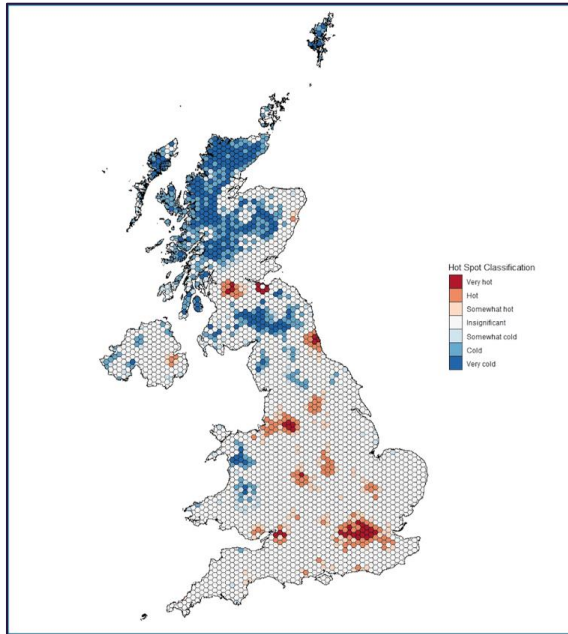 Hot Spot Classification
Very hot
Hot
Somewhat hot
Insignificant
Somewhat cold
Cold
Very cold